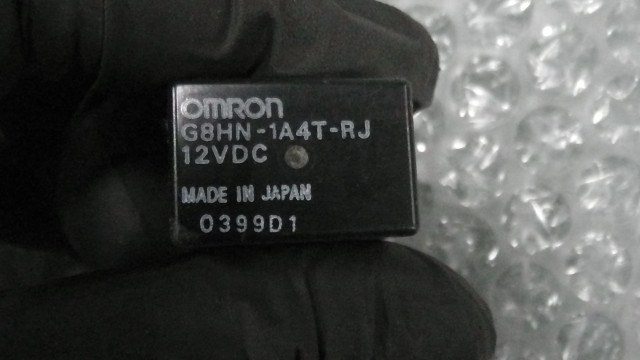 omron
G8HN-1A4T-RJ
12VDC
MADE IN JAPAN
0399D1